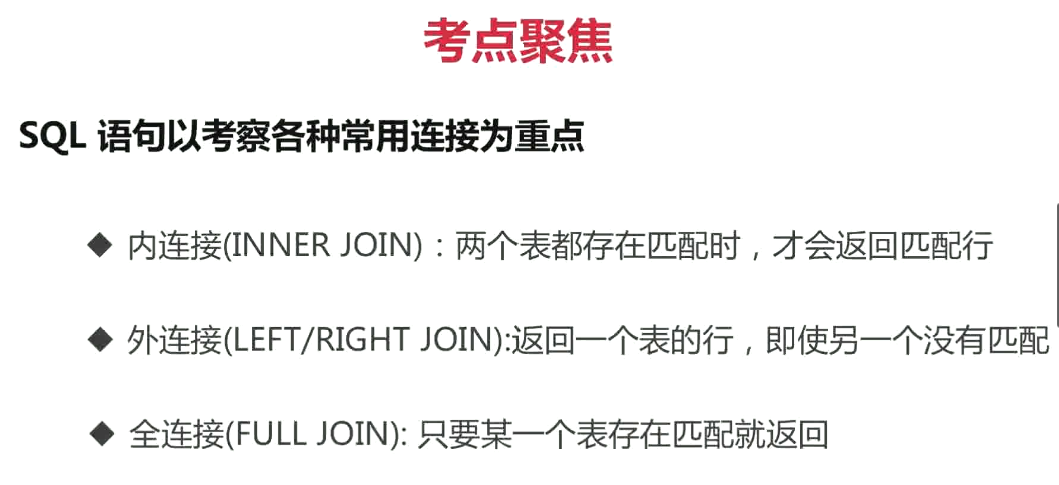 考点聚焦
SQL 语句以考察各种常用连接为重点
◆ 内连接(INNER JOIN)：两个表都存在匹配时，才会返回匹配行
◆ 外连接(LEFT/RIGHT JOIN):返回一个表的行，即使另一个没有匹配
◆ 全连接(FULL JOIN): 只要某一个表存在匹配就返回